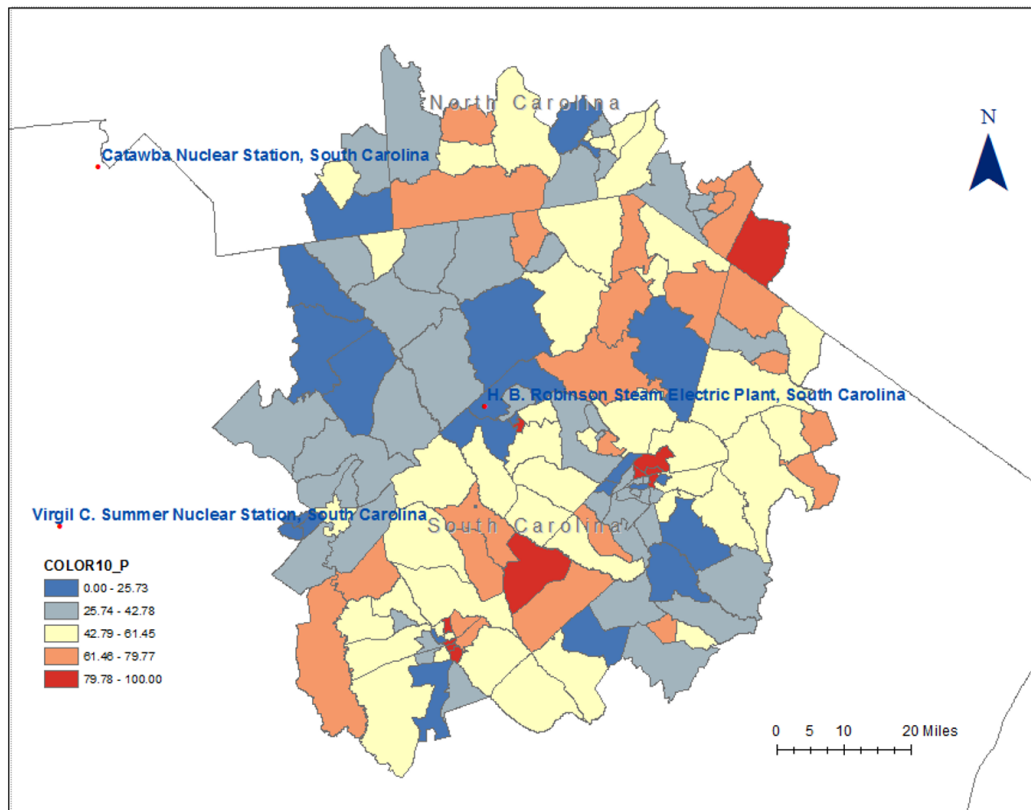 North Carolina
N
Catawba Nuclear Station, South Carolina
H. B. Robinson Steam Electric Plant, South Carolina
Virgil C. Summer Nuclear Station, South Carolina
South Carolina
COLOR10_P
0.00 - 25.73
25.74 - 42.78
42.79 - 61.45
61.46 - 79.77
79.78 - 100.00
0 5 10 20 Miles